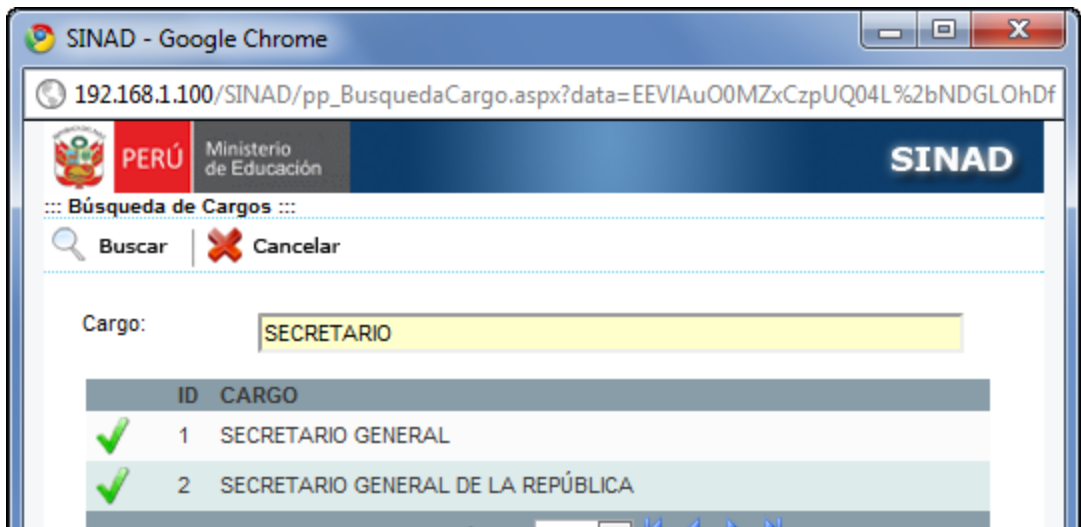 SINAD - Google Chrome
192.168.1.100/SINAD/pp_BusquedaCargo.aspx?data=EEVIAuO0MZxCzpUQ04L%2bNDGLOhDf
PERÚ Ministerio de Educación SINAD
::: Búsqueda de Cargos :::
Buscar Cancelar
Cargo: SECRETARIO
ID CARGO
1 SECRETARIO GENERAL
2 SECRETARIO GENERAL DE LA REPÚBLICA